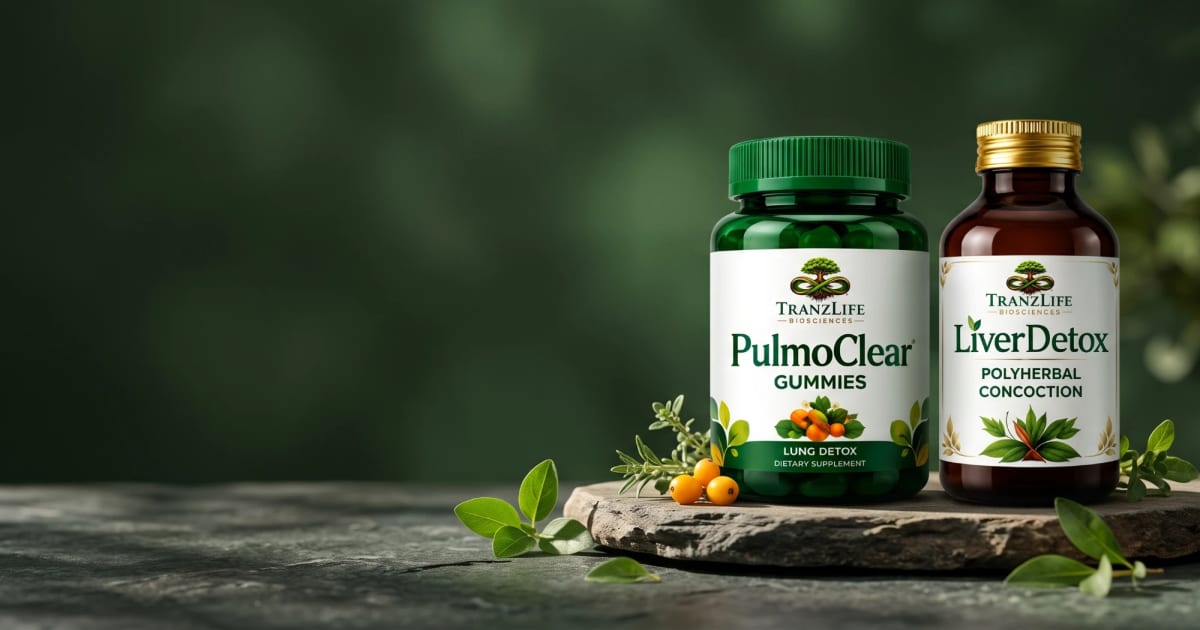 TRANZLIFE
BIOSCIENCES
PulmoClear®
GUMMIES
LUNG DETOX
DIETARY SUPPLEMENT
TRANZLIFE
BIOSCIENCES
LiverDetox
POLYHERBAL
CONCOCTION